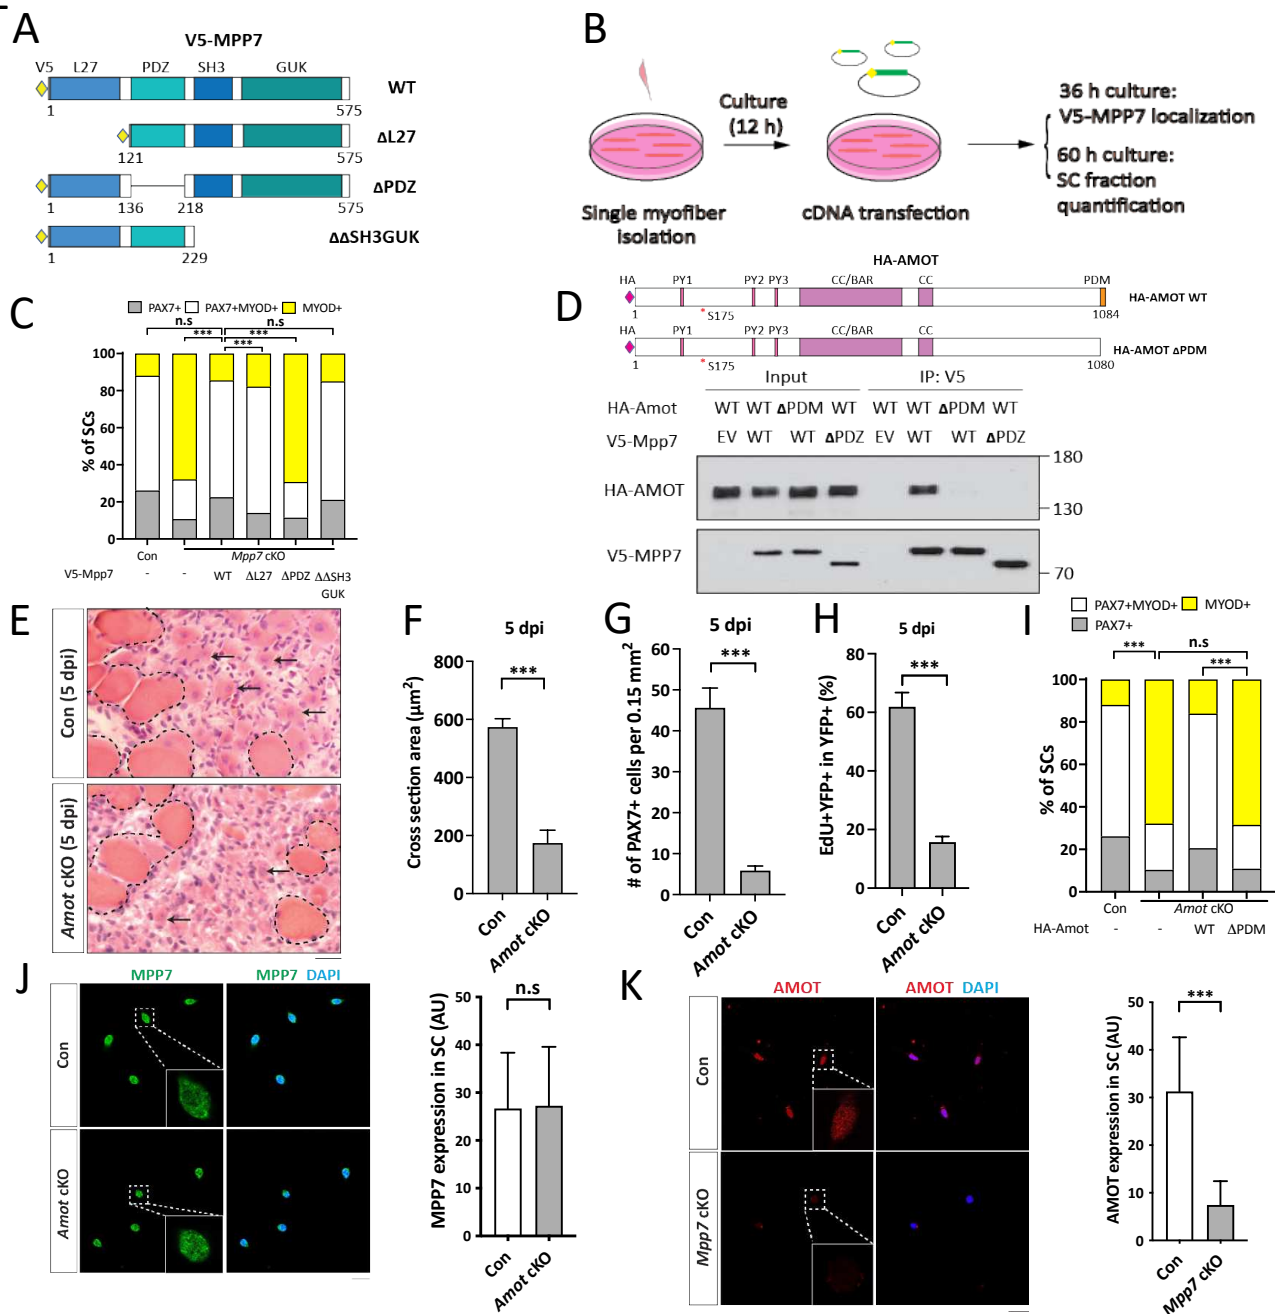 A
V5-MPP7
V5 L27 PDZ SH3 GUK
WT
1 575
ΔL27
121 575
ΔPDZ
1 136 218 575
ΔΔSH3GUK
1 229
B
Culture
(12 h)
Single myofiber
isolation
cDNA transfection
36 h culture:
V5-MPP7 localization
60 h culture:
SC fraction
quantification
C
PAX7+ PAX7+MYOD+ MYOD+
n.s n.s
*** ***
***
% of SCs
100
80
60
40
20
0
Con Mpp7 cKO
V5-Mpp7 - - WT ΔL27 ΔPDZ ΔΔSH3
GUK
D
HA-AMOT
HA PY1 PY2 PY3 CC/BAR CC PDM
HA-AMOT WT
1 * S175 1084
HA PY1 PY2 PY3 CC/BAR CC
HA-AMOT ΔPDM
1 * S175 1080
Input IP: V5
HA-Amot WT WT ΔPDM WT WT WT ΔPDM WT
V5-Mpp7 EV WT WT ΔPDZ EV WT WT ΔPDZ
180
HA-AMOT
130
V5-MPP7
70
E
Con (5 dpi)
Amot cKO (5 dpi)
F
5 dpi
***
Cross section area (µm2)
800
600
400
200
0
Con Amot cKO
G
5 dpi
***
# of PAX7+ cells per 0.15 mm2
60
50
40
30
20
10
0
Con Amot cKO
H
5 dpi
***
EdU+YFP+ in YFP+ (%)
80
60
40
20
0
Con Amot cKO
I
PAX7+MYOD+ MYOD+
PAX7+
*** n.s
***
% of SCs
100
80
60
40
20
0
Con Amot cKO
HA-Amot - - WT ΔPDM
J
MPP7 MPP7 DAPI
Con
Amot cKO
n.s
MPP7 expression in SC (AU)
50
40
30
20
10
0
Con Amot cKO
K
AMOT AMOT DAPI
Con
Mpp7 cKO
***
AMOT expression in SC (AU)
50
40
30
20
10
0
Con Mpp7 cKO